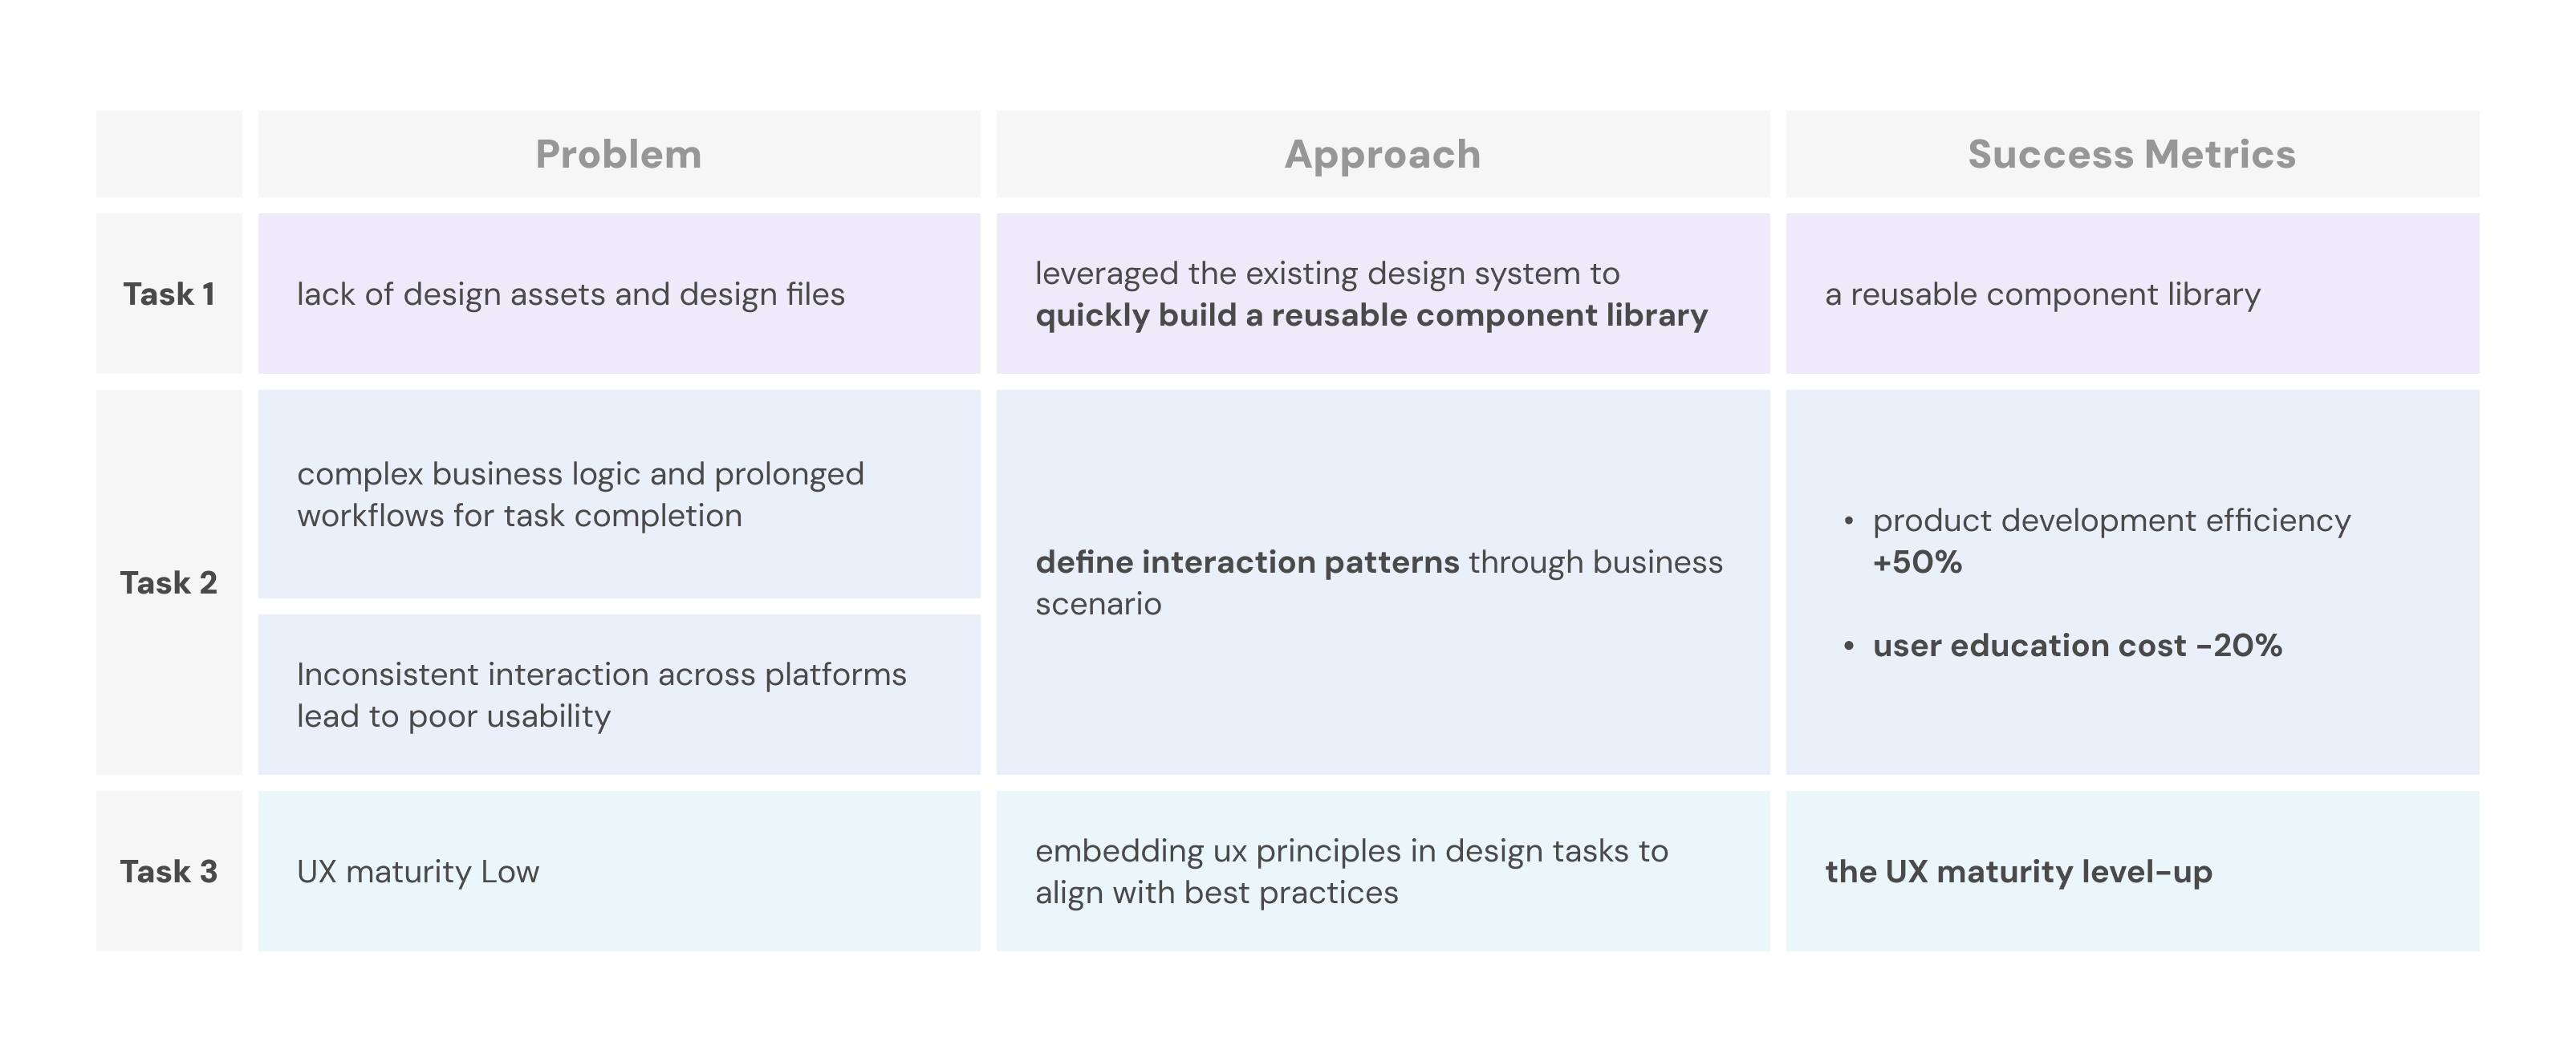 Problem
Approach
Success Metrics
Task 1
lack of design assets and design files
leveraged the existing design system to
quickly build a reusable component library
a reusable component library
Task 2
complex business logic and prolonged
workflows for task completion
Inconsistent interaction across platforms
lead to poor usability
define interaction patterns through business
scenario
• product development efficiency
+50%
• user education cost -20%
Task 3
UX maturity Low
embedding ux principles in design tasks to
align with best practices
the UX maturity level-up